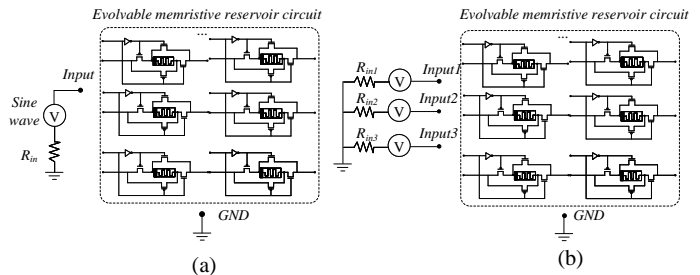 Evolvable memristive reservoir circuit
...
Input
Sine
wave
V
R_in
GND
(a)
Evolvable memristive reservoir circuit
...
R_in1
V
Input1
R_in2
V
Input2
R_in3
V
Input3
GND
(b)